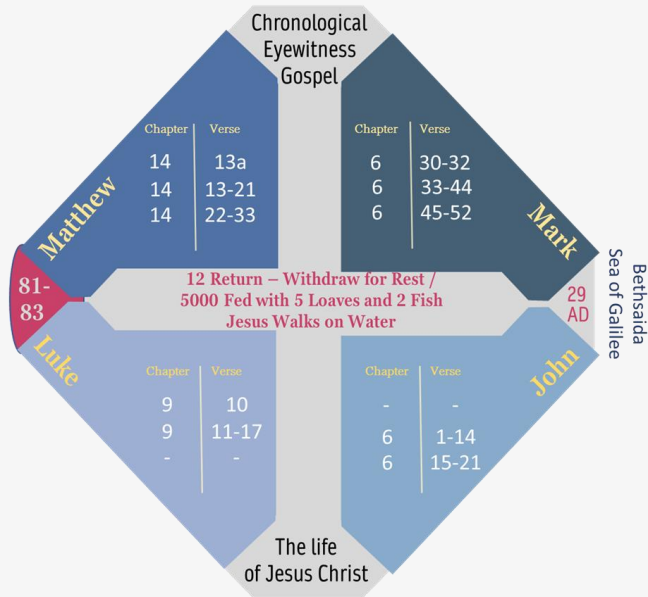 Chronological
Eyewitness
Gospel
Matthew
Chapter Verse
14 13a
14 13-21
14 22-33
Mark
Chapter Verse
6 30-32
6 33-44
6 45-52
81-
83
12 Return – Withdraw for Rest /
5000 Fed with 5 Loaves and 2 Fish
Jesus Walks on Water
29
AD
Bethsaida
Sea of Galilee
Luke
Chapter Verse
9 10
9 11-17
- -
John
Chapter Verse
- -
6 1-14
6 15-21
The life
of Jesus Christ